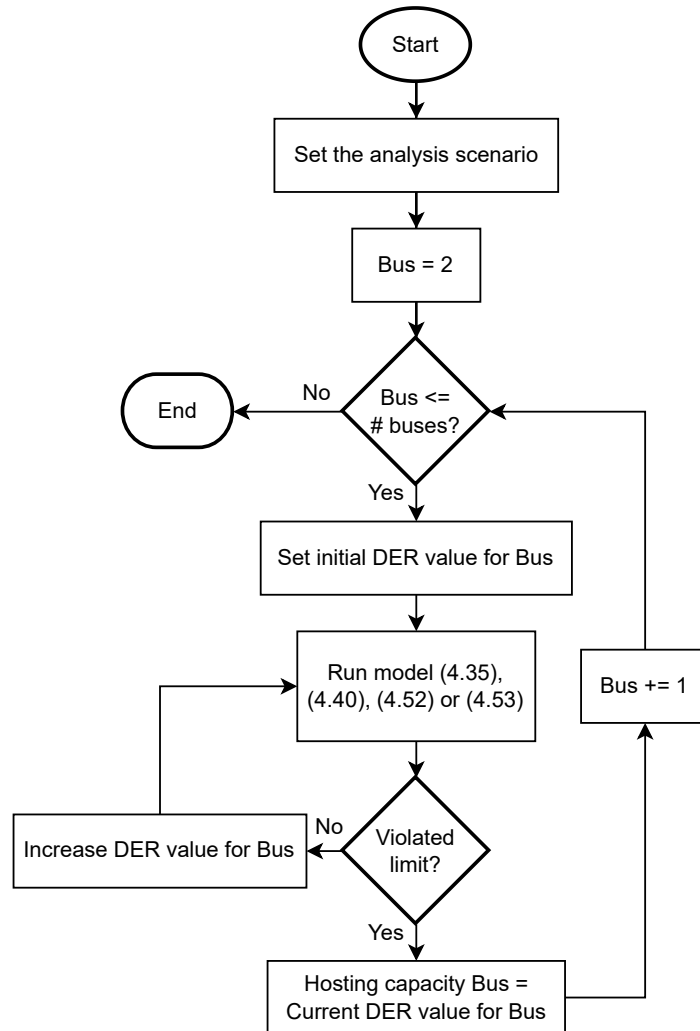 Start
Set the analysis scenario
Bus = 2
Bus <=
# buses?
No
End
Yes
Set initial DER value for Bus
Run model (4.35),
(4.40), (4.52) or (4.53)
Bus += 1
Violated
limit?
No
Increase DER value for Bus
Yes
Hosting capacity Bus =
Current DER value for Bus